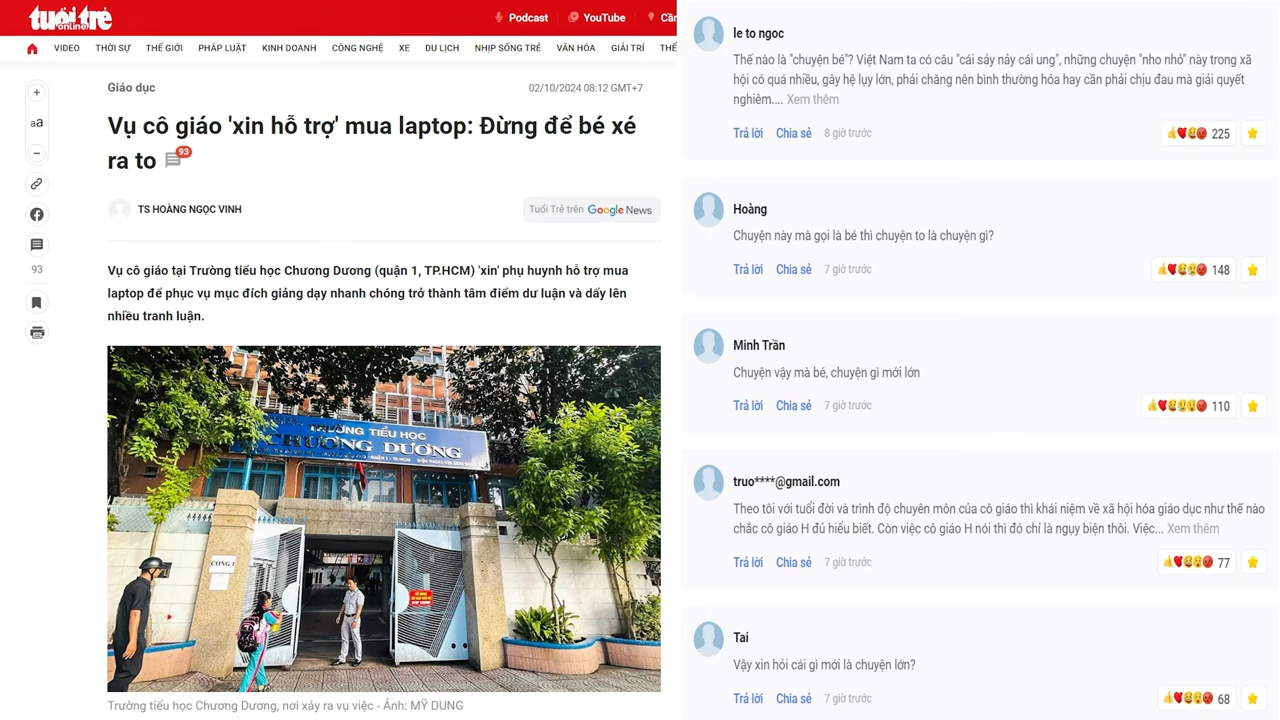 tuổi trẻ
online
Podcast
YouTube
VIDEO THỜI SỰ THẾ GIỚI PHÁP LUẬT KINH DOANH CÔNG NGHỆ XE DU LỊCH NHỊP SỐNG TRẺ VĂN HÓA GIẢI TRÍ
Giáo dục
02/10/2024 08:12 GMT+7
+
aA
−
Vụ cô giáo 'xin hỗ trợ' mua laptop: Đừng để bé xé
ra to 93
TS HOÀNG NGỌC VINH
Tuổi Trẻ trên Google News
93
Vụ cô giáo tại Trường tiểu học Chương Dương (quận 1, TP.HCM) 'xin' phụ huynh hỗ trợ mua
laptop để phục vụ mục đích giảng dạy nhanh chóng trở thành tâm điểm dư luận và dấy lên
nhiều tranh luận.
TRƯỜNG TIỂU HỌC
CHƯƠNG DƯƠNG
CỔNG 1
Trường tiểu học Chương Dương, nơi xảy ra vụ việc - Ảnh: MỸ DUNG
le to ngoc
Thế nào là "chuyện bé"? Việt Nam ta có câu "cái sảy nảy cái ung", những chuyện "nho nhỏ" này trong xã
hội có quá nhiều, gây hệ lụy lớn, phải chăng nên bình thường hóa hay cần phải chịu đau mà giải quyết
nghiêm.... Xem thêm
Trả lời Chia sẻ 8 giờ trước 225
Hoàng
Chuyện này mà gọi là bé thì chuyện to là chuyện gì?
Trả lời Chia sẻ 7 giờ trước 148
Minh Trần
Chuyện vậy mà bé, chuyện gì mới lớn
Trả lời Chia sẻ 7 giờ trước 110
truo****@gmail.com
Theo tôi với tuổi đời và trình độ chuyên môn của cô giáo thì khái niệm về xã hội hóa giáo dục như thế nào
chắc cô giáo H đủ hiểu biết. Còn việc cô giáo H nói thì đó chỉ là ngụy biện thôi. Việc... Xem thêm
Trả lời Chia sẻ 7 giờ trước 77
Tai
Vậy xin hỏi cái gì mới là chuyện lớn?
Trả lời Chia sẻ 7 giờ trước 68